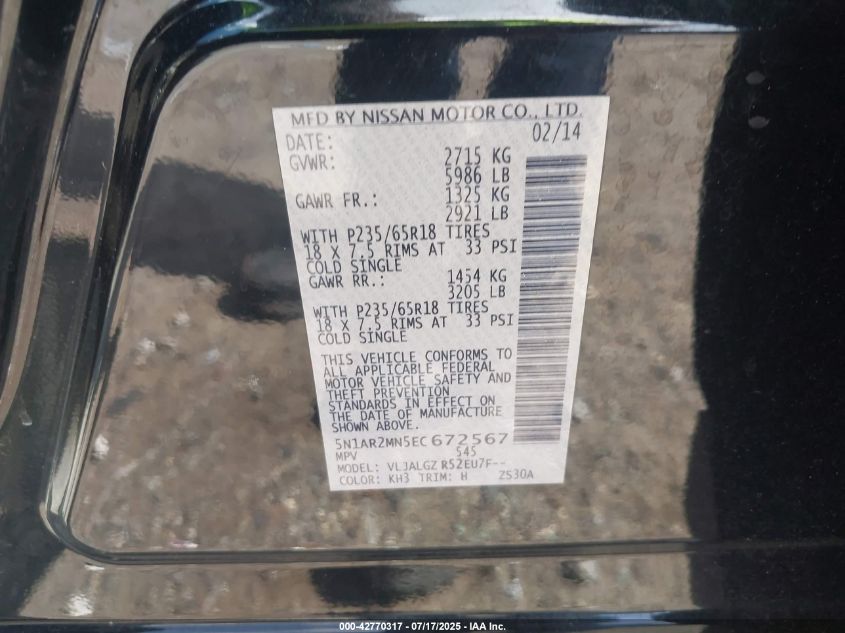 MFD BY NISSAN MOTOR CO., LTD.
DATE: 02/14
GVWR: 2715 KG
5986 LB
GAWR FR.: 1325 KG
2921 LB
WITH P235/65R18 TIRES
18 X 7.5 RIMS AT 33 PSI
COLD SINGLE
GAWR RR.: 1454 KG
3205 LB
WITH P235/65R18 TIRES
18 X 7.5 RIMS AT 33 PSI
COLD SINGLE
THIS VEHICLE CONFORMS TO
ALL APPLICABLE FEDERAL
MOTOR VEHICLE SAFETY AND
THEFT PREVENTION
STANDARDS IN EFFECT ON
THE DATE OF MANUFACTURE
SHOWN ABOVE.
5N1AR2MN5EC672567
MPV 545
MODEL: VLJALGZ R52EU7F--
COLOR: KH3 TRIM: H ZS30A
000-42770317 - 07/17/2025 - IAA Inc.